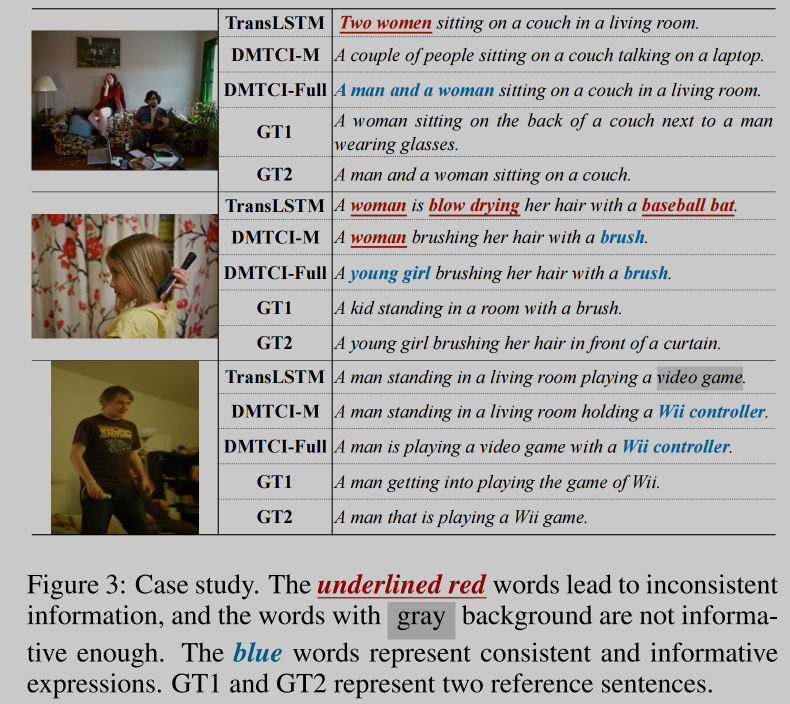 TransLSTM Two women sitting on a couch in a living room.
DMTCI-M A couple of people sitting on a couch talking on a laptop.
DMTCI-Full A man and a woman sitting on a couch in a living room.
GT1 A woman sitting on the back of a couch next to a man
wearing glasses.
GT2 A man and a woman sitting on a couch.
TransLSTM A woman is blow drying her hair with a baseball bat.
DMTCI-M A woman brushing her hair with a brush.
DMTCI-Full A young girl brushing her hair with a brush.
GT1 A kid standing in a room with a brush.
GT2 A young girl brushing her hair in front of a curtain.
TransLSTM A man standing in a living room playing a video game.
DMTCI-M A man standing in a living room holding a Wii controller.
DMTCI-Full A man is playing a video game with a Wii controller.
GT1 A man getting into playing the game of Wii.
GT2 A man that is playing a Wii game.
Figure 3: Case study. The underlined red words lead to inconsistent
information, and the words with gray background are not informa-
tive enough. The blue words represent consistent and informative
expressions. GT1 and GT2 represent two reference sentences.